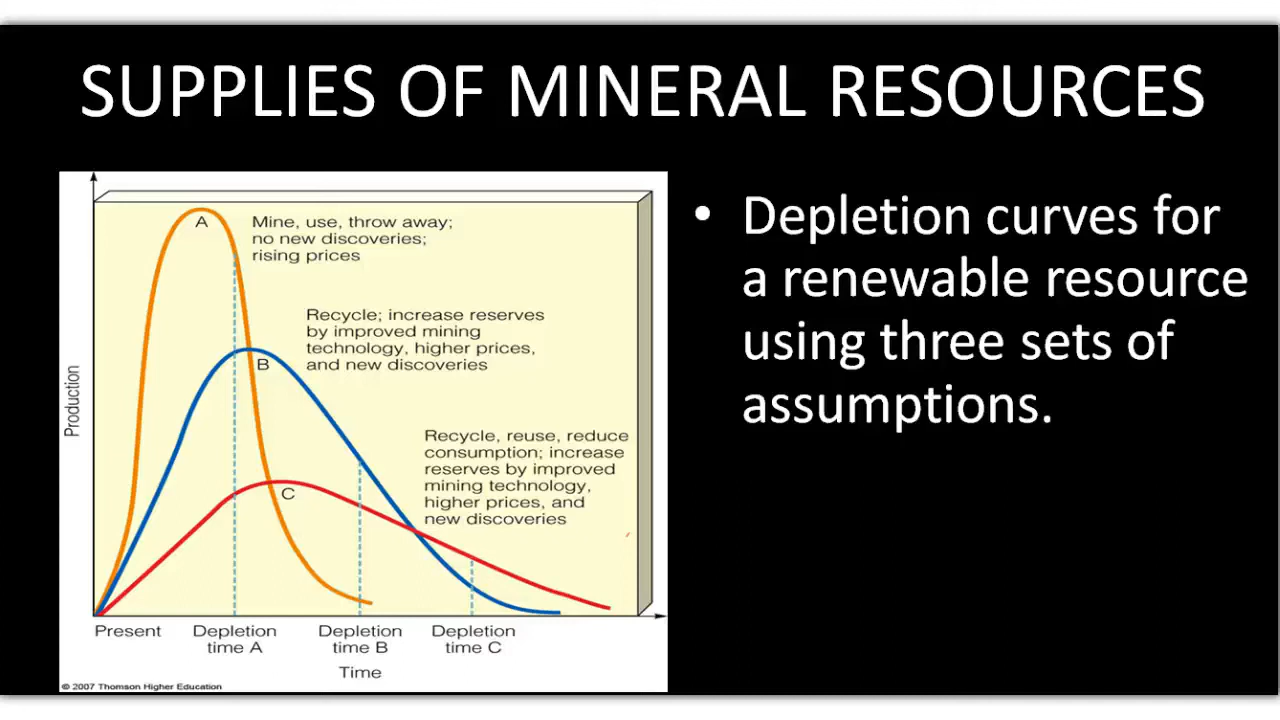 SUPPLIES OF MINERAL RESOURCES
A
Mine, use, throw away;
no new discoveries;
rising prices
Recycle; increase reserves
by improved mining
technology, higher prices,
and new discoveries
B
Recycle, reuse, reduce
consumption; increase
reserves by improved
mining technology,
higher prices, and
new discoveries
C
Production
Present
Depletion
time A
Depletion
time B
Depletion
time C
Time
© 2007 Thomson Higher Education
• Depletion curves for
a renewable resource
using three sets of
assumptions.